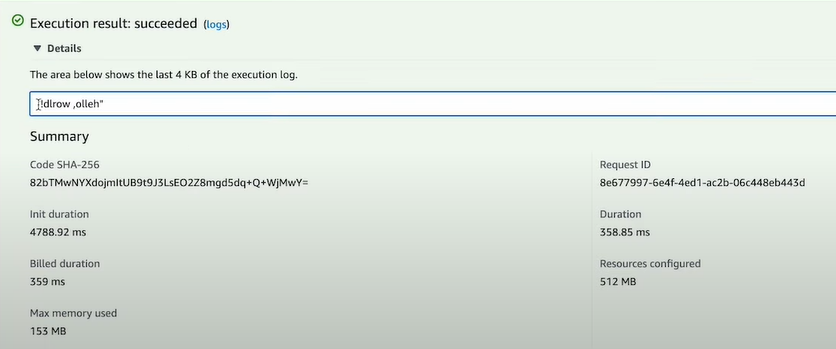 Execution result: succeeded (logs)
Details
The area below shows the last 4 KB of the execution log.
"!dlrow ,olleh"
Summary
Code SHA-256
82bTMwNYXdojmItUB9t9J3LsEO2Z8mgd5dq+Q+WjMwY=
Request ID
8e677997-6e4f-4ed1-ac2b-06c448eb443d
Init duration
4788.92 ms
Duration
358.85 ms
Billed duration
359 ms
Resources configured
512 MB
Max memory used
153 MB